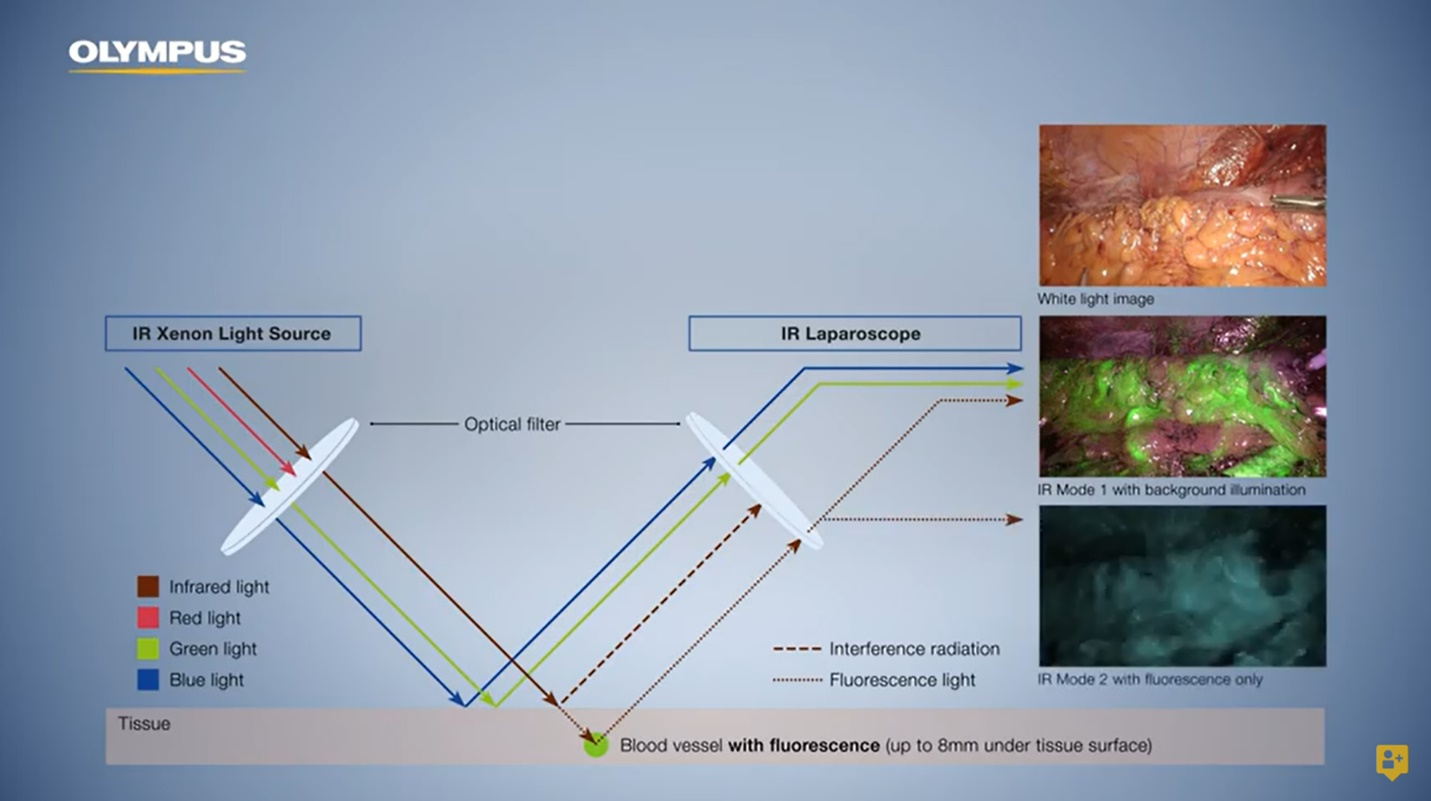 OLYMPUS
White light image
IR Xenon Light Source
IR Laparoscope
Optical filter
IR Mode 1 with background illumination
Infrared light
Red light
Green light
Blue light
Interference radiation
Fluorescence light
IR Mode 2 with fluorescence only
Tissue
Blood vessel with fluorescence (up to 8mm under tissue surface)